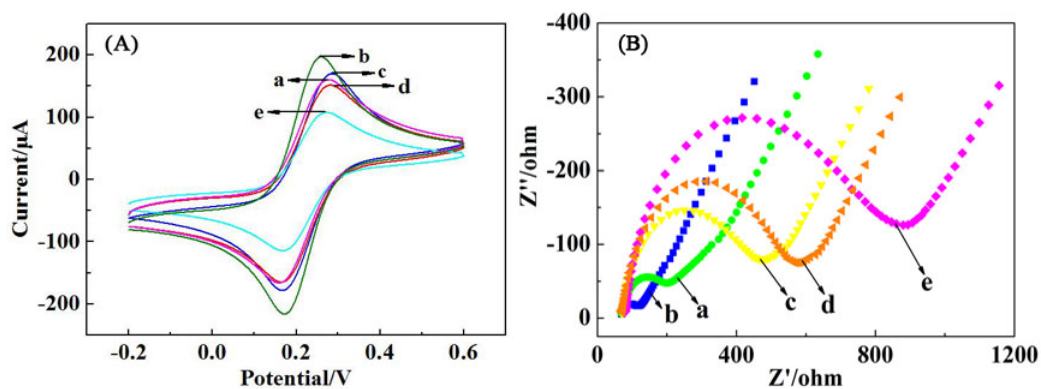 (A)
b
c
a
d
e
Current/μA
200
100
0
-100
-200
-0.2 0.0 0.2 0.4 0.6
Potential/V
(B)
Z''/ohm
-400
-300
-200
-100
0
e
c
d
a
b
0 400 800 1200
Z'/ohm